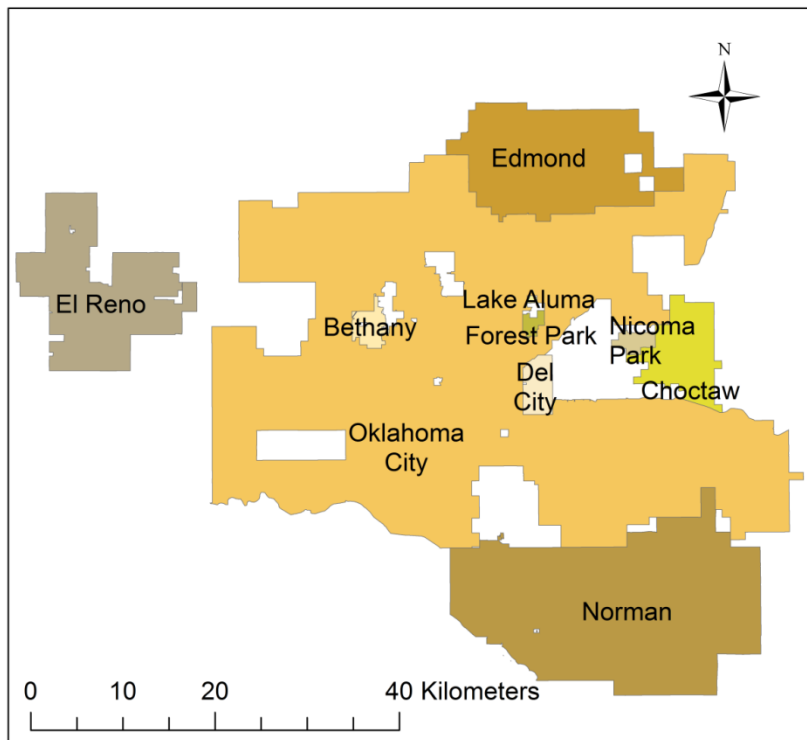 N
Edmond
El Reno
Lake Aluma
Bethany
Forest Park
Nicoma
Park
Del
City
Choctaw
Oklahoma
City
Norman
0 10 20 40 Kilometers